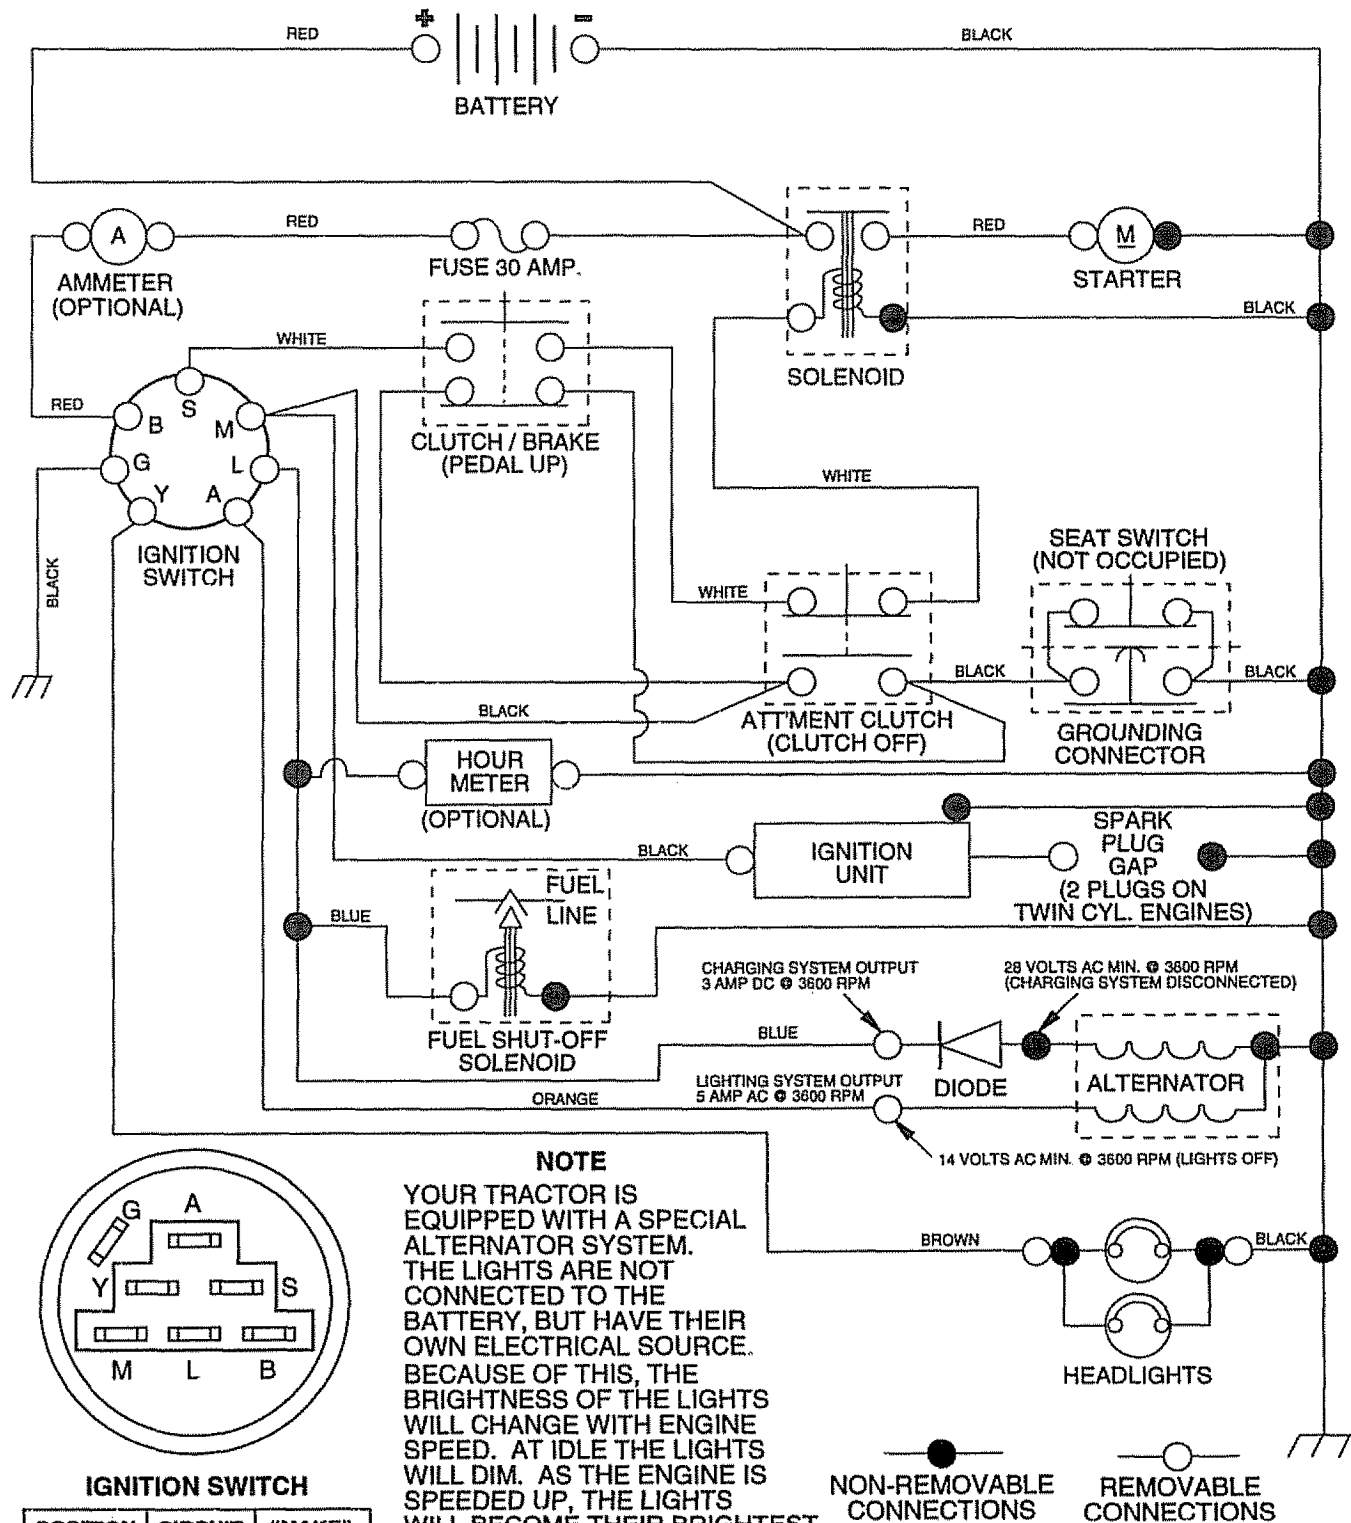 + −
RED
BLACK
BATTERY
A
RED
RED
M
AMMETER
(OPTIONAL)
FUSE 30 AMP.
STARTER
BLACK
WHITE
SOLENOID
S
RED
B
M
CLUTCH / BRAKE
(PEDAL UP)
G
L
WHITE
Y
A
IGNITION
SWITCH
BLACK
SEAT SWITCH
(NOT OCCUPIED)
WHITE
BLACK
BLACK
BLACK
ATT'MENT CLUTCH
(CLUTCH OFF)
GROUNDING
CONNECTOR
HOUR
METER
(OPTIONAL)
BLACK
IGNITION
UNIT
SPARK
PLUG
GAP
(2 PLUGS ON
TWIN CYL. ENGINES)
FUEL
LINE
BLUE
CHARGING SYSTEM OUTPUT
3 AMP DC @ 3600 RPM
28 VOLTS AC MIN. @ 3600 RPM
(CHARGING SYSTEM DISCONNECTED)
FUEL SHUT-OFF
SOLENOID
BLUE
DIODE
ALTERNATOR
LIGHTING SYSTEM OUTPUT
5 AMP AC @ 3600 RPM
ORANGE
14 VOLTS AC MIN. @ 3600 RPM (LIGHTS OFF)
G
A
Y
S
M
L
B
IGNITION SWITCH
POSITION CIRCUIT "MAKE"
NOTE
YOUR TRACTOR IS
EQUIPPED WITH A SPECIAL
ALTERNATOR SYSTEM.
THE LIGHTS ARE NOT
CONNECTED TO THE
BATTERY, BUT HAVE THEIR
OWN ELECTRICAL SOURCE.
BECAUSE OF THIS, THE
BRIGHTNESS OF THE LIGHTS
WILL CHANGE WITH ENGINE
SPEED. AT IDLE THE LIGHTS
WILL DIM. AS THE ENGINE IS
SPEEDED UP, THE LIGHTS
WILL BECOME THEIR BRIGHTEST
BROWN
BLACK
HEADLIGHTS
NON-REMOVABLE
CONNECTIONS
REMOVABLE
CONNECTIONS